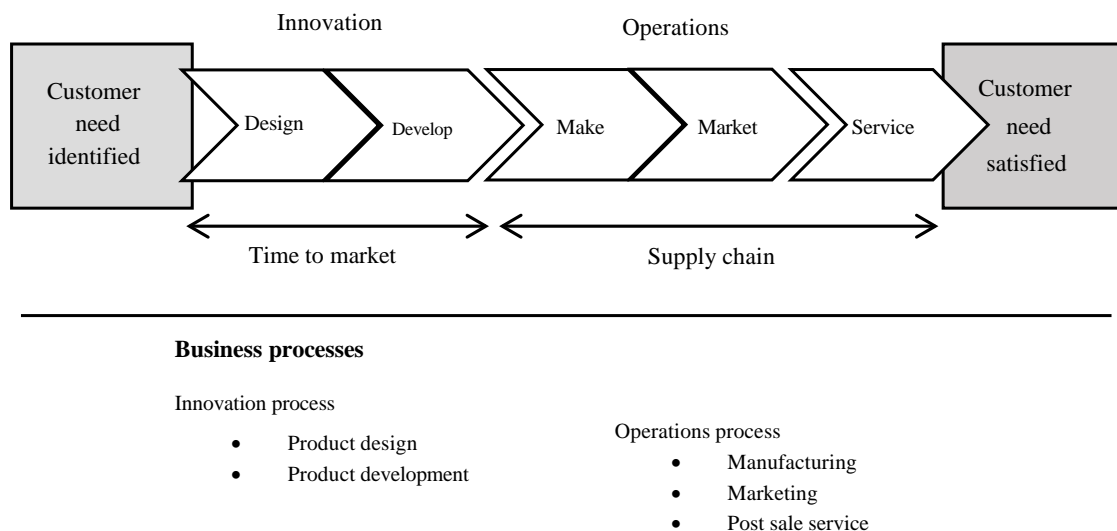 Innovation
Operations
Customer
need
identified
Design
Develop
Make
Market
Service
Customer
need
satisfied
Time to market
Supply chain
Business processes
Innovation process
• Product design
• Product development
Operations process
• Manufacturing
• Marketing
• Post sale service